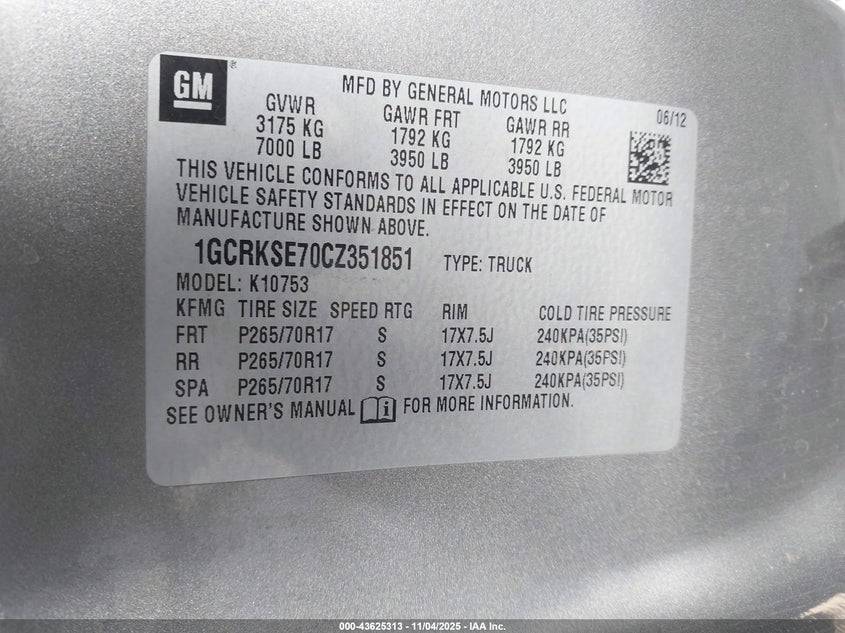 GM
MFD BY GENERAL MOTORS LLC
06/12
GVWR GAWR FRT GAWR RR
3175 KG 1792 KG 1792 KG
7000 LB 3950 LB 3950 LB
THIS VEHICLE CONFORMS TO ALL APPLICABLE U.S. FEDERAL MOTOR
VEHICLE SAFETY STANDARDS IN EFFECT ON THE DATE OF
MANUFACTURE SHOWN ABOVE.
1GCRKSE70CZ351851 TYPE: TRUCK
MODEL: K10753
KFMG TIRE SIZE SPEED RTG RIM COLD TIRE PRESSURE
FRT P265/70R17 S 17X7.5J 240KPA(35PSI)
RR P265/70R17 S 17X7.5J 240KPA(35PSI)
SPA P265/70R17 S 17X7.5J 240KPA(35PSI)
SEE OWNER'S MANUAL i FOR MORE INFORMATION.
000-43625313 - 11/04/2025 - IAA Inc.